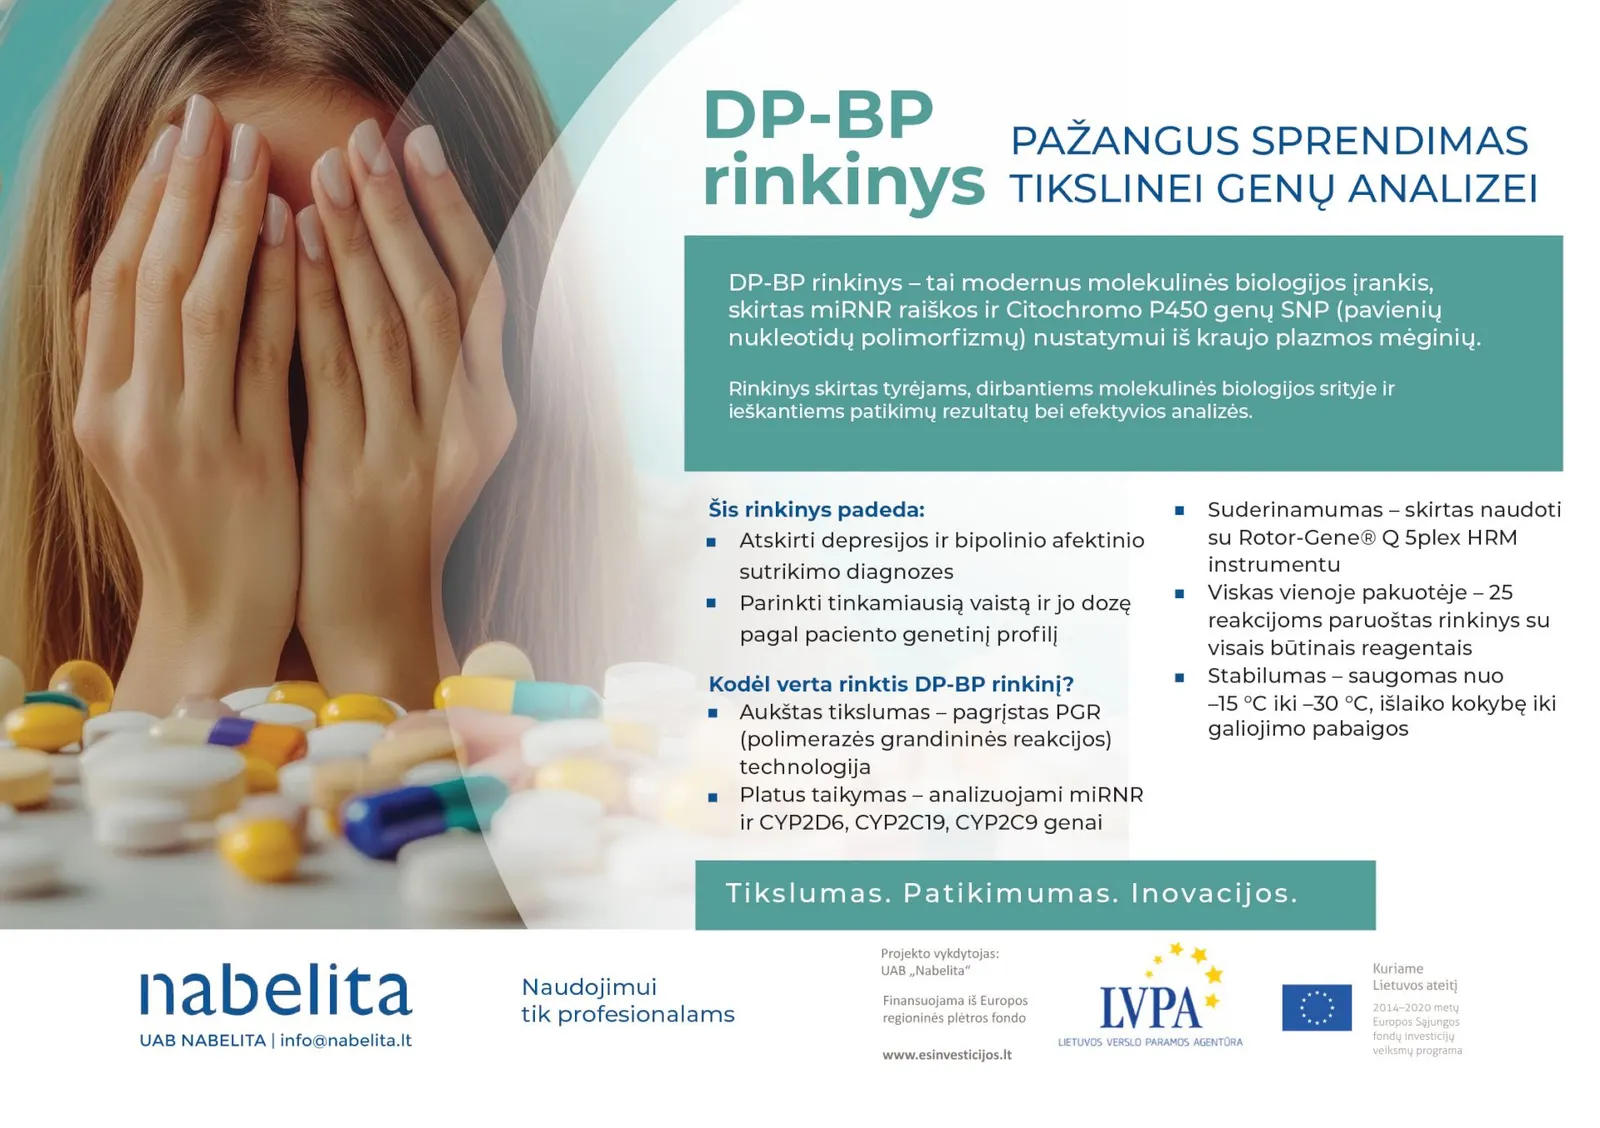 DP-BP
rinkinys
PAŽANGUS SPRENDIMAS
TIKSLINEI GENŲ ANALIZEI
DP-BP rinkinys – tai modernus molekulinės biologijos įrankis,
skirtas miRNR raiškos ir Citochromo P450 genų SNP (pavienių
nukleotidų polimorfizmų) nustatymui iš kraujo plazmos mėginių.
Rinkinys skirtas tyrėjams, dirbantiems molekulinės biologijos srityje ir
ieškantiems patikimų rezultatų bei efektyvios analizės.
Šis rinkinys padeda:
▪ Atskirti depresijos ir bipolinio afektinio
sutrikimo diagnozes
▪ Parinkti tinkamiausią vaistą ir jo dozę
pagal paciento genetinį profilį
Kodėl verta rinktis DP-BP rinkinį?
▪ Aukštas tikslumas – pagrįstas PGR
(polimerazės grandininės reakcijos)
technologija
▪ Platus taikymas – analizuojami miRNR
ir CYP2D6, CYP2C19, CYP2C9 genai
▪ Suderinamumas – skirtas naudoti
su Rotor-Gene® Q 5plex HRM
instrumentu
▪ Viskas vienoje pakuotėje – 25
reakcijoms paruoštas rinkinys su
visais būtinais reagentais
▪ Stabilumas – saugomas nuo
–15 °C iki –30 °C, išlaiko kokybę iki
galiojimo pabaigos
Tikslumas. Patikimumas. Inovacijos.
nabelita
UAB NABELITA | info@nabelita.lt
Naudojimui
tik profesionalams
Projekto vykdytojas:
UAB „Nabelita“
Finansuojama iš Europos
regioninės plėtros fondo
www.esinvesticijos.lt
LVPA
LIETUVOS VERSLO PARAMOS AGENTŪRA
Kuriame
Lietuvos ateitį
2014–2020 metų
Europos Sąjungos
fondų investicijų
veiksmų programa